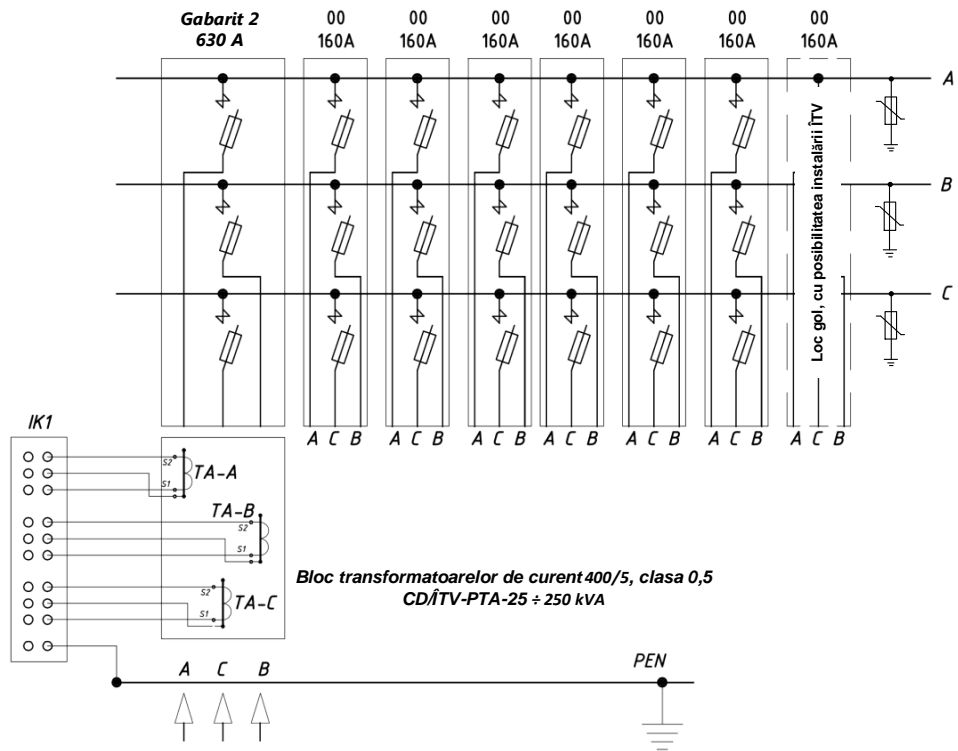 Gabarit 2
630 A
00 00 00 00 00 00 00
160A 160A 160A 160A 160A 160A 160A
A
B
C
Loc gol, cu posibilitatea instalării ÎTV
A C B A C B A C B A C B A C B A C B A C B
IK1
S2
S1
TA-A
TA-B
S2
S1
S2
S1
TA-C
Bloc transformatoarelor de curent 400/5, clasa 0,5
CD/ÎTV-PTA-25 ÷ 250 kVA
A C B
PEN